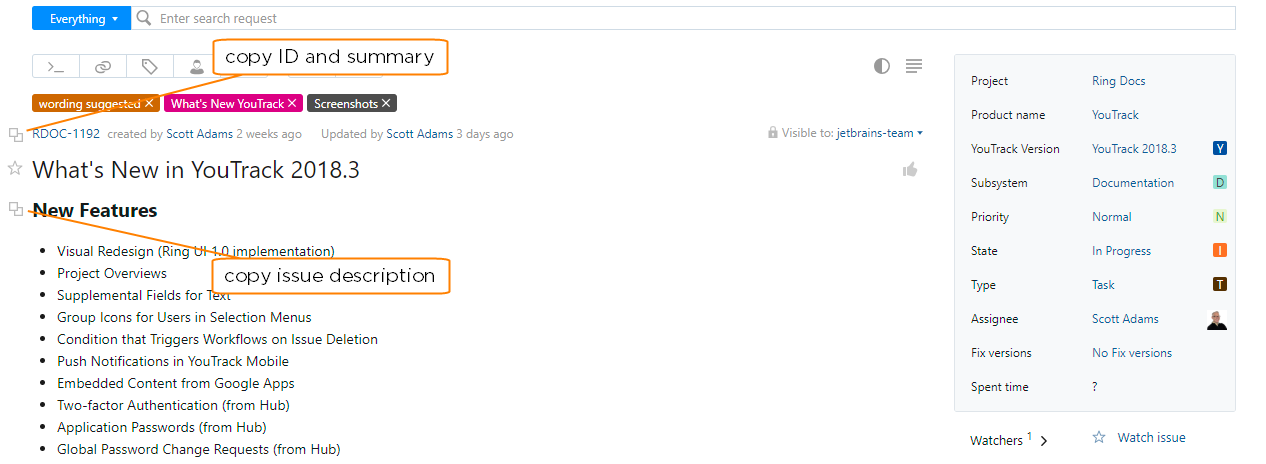 Everything
Enter search request
copy ID and summary
wording suggested What's New YouTrack Screenshots
RDOC-1192 created by Scott Adams 2 weeks ago Updated by Scott Adams 3 days ago Visible to: jetbrains-team
What's New in YouTrack 2018.3
New Features
Visual Redesign (Ring UI 1.0 implementation)
Project Overviews
copy issue description
Supplemental Fields for Text
Group Icons for Users in Selection Menus
Condition that Triggers Workflows on Issue Deletion
Push Notifications in YouTrack Mobile
Embedded Content from Google Apps
Two-factor Authentication (from Hub)
Application Passwords (from Hub)
Global Password Change Requests (from Hub)
Project Ring Docs
Product name YouTrack
YouTrack Version YouTrack 2018.3 Y
Subsystem Documentation D
Priority Normal N
State In Progress I
Type Task T
Assignee Scott Adams
Fix versions No Fix versions
Spent time ?
Watchers 1 Watch issue